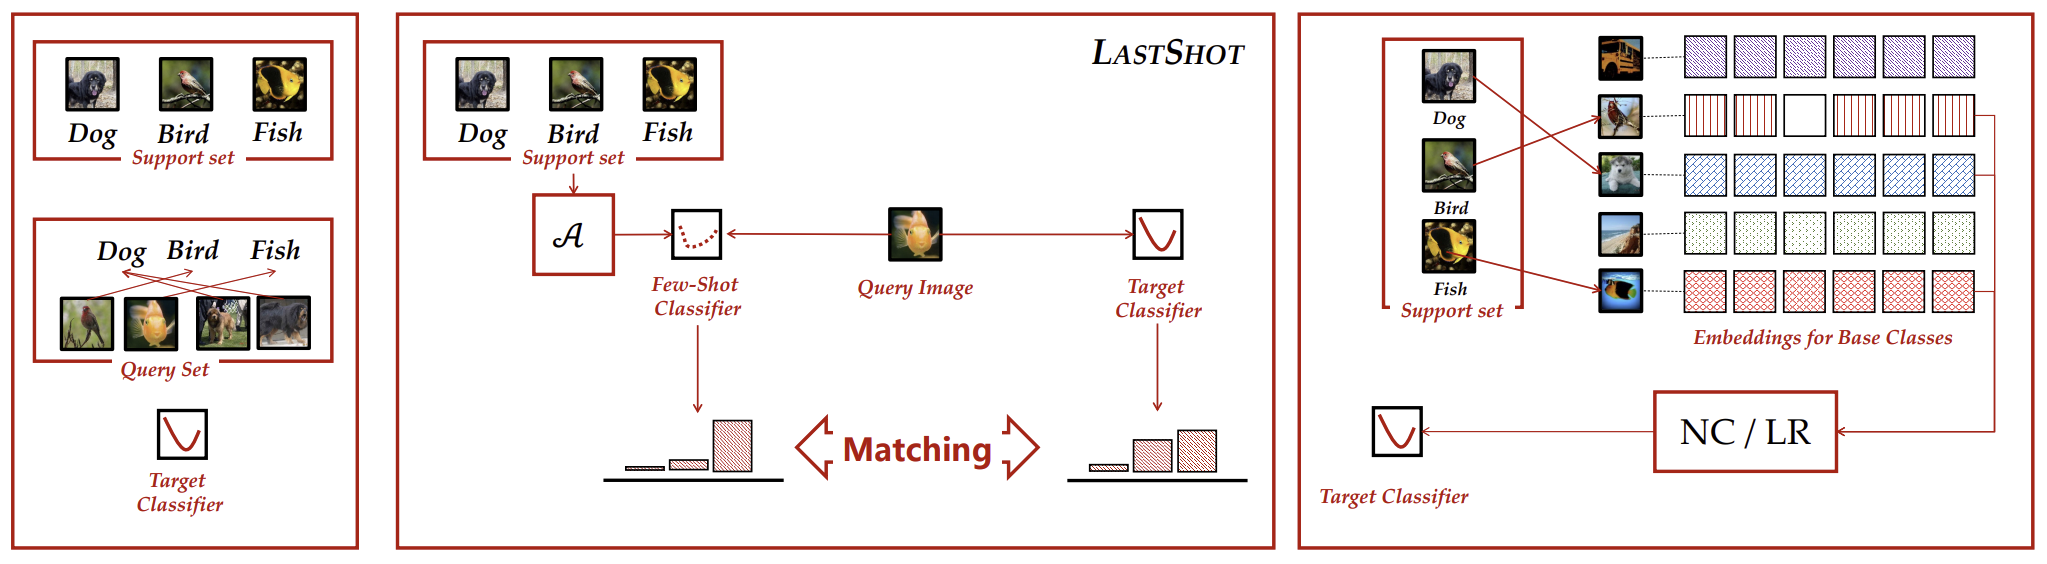 Dog Bird Fish
Support set
Dog Bird Fish
Query Set
Target
Classifier
LASTSHOT
Dog Bird Fish
Support set
𝒜
Few-Shot
Classifier
Query Image
Target
Classifier
Matching
Dog
Bird
Fish
Support set
Embeddings for Base Classes
NC / LR
Target Classifier